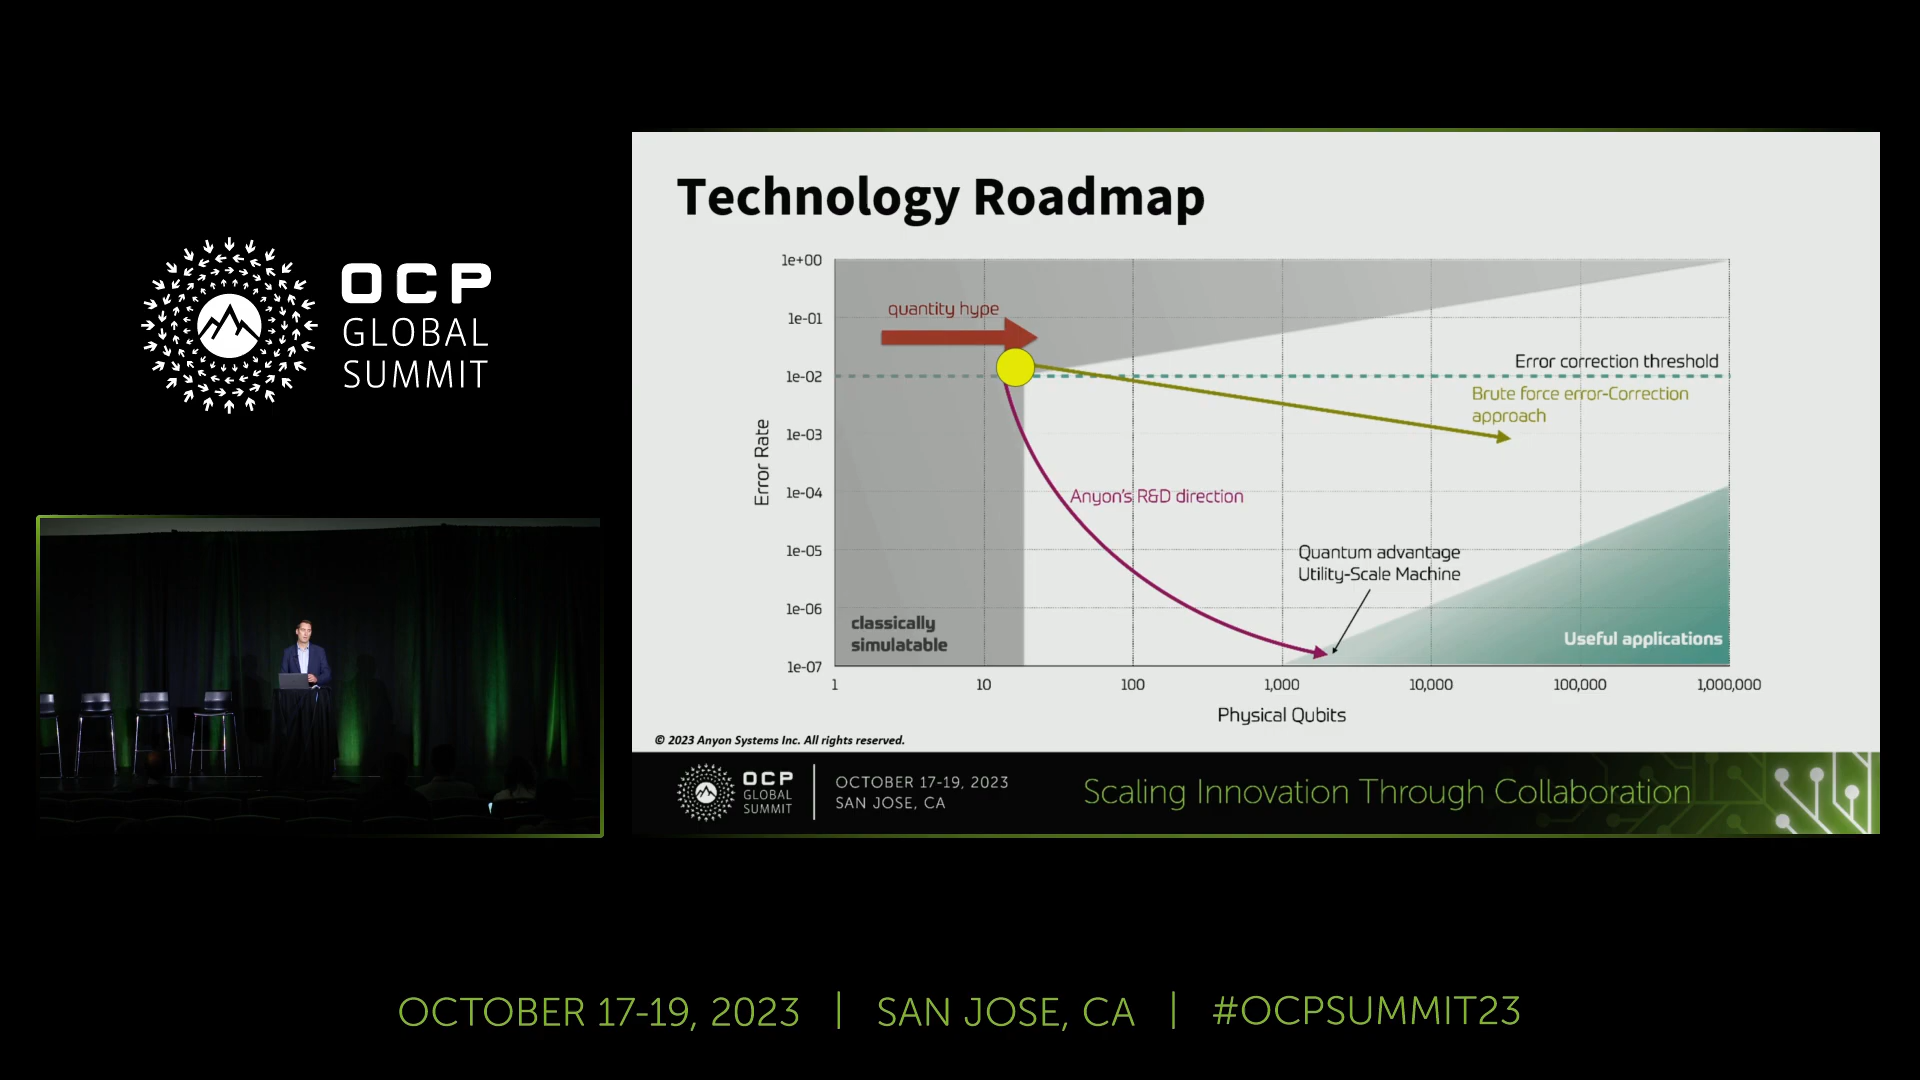 OCP
GLOBAL
SUMMIT
Technology Roadmap
1e+00
1e-01
1e-02
1e-03
1e-04
1e-05
1e-06
1e-07
Error Rate
quantity hype
Error correction threshold
Brute force error-Correction
approach
Anyon's R&D direction
Quantum advantage
Utility-Scale Machine
classically
simulatable
Useful applications
1
10
100
1,000
10,000
100,000
1,000,000
Physical Qubits
© 2023 Anyon Systems Inc. All rights reserved.
OCP
GLOBAL
SUMMIT
OCTOBER 17-19, 2023
SAN JOSE, CA
Scaling Innovation Through Collaboration
OCTOBER 17-19, 2023 | SAN JOSE, CA | #OCPSUMMIT23